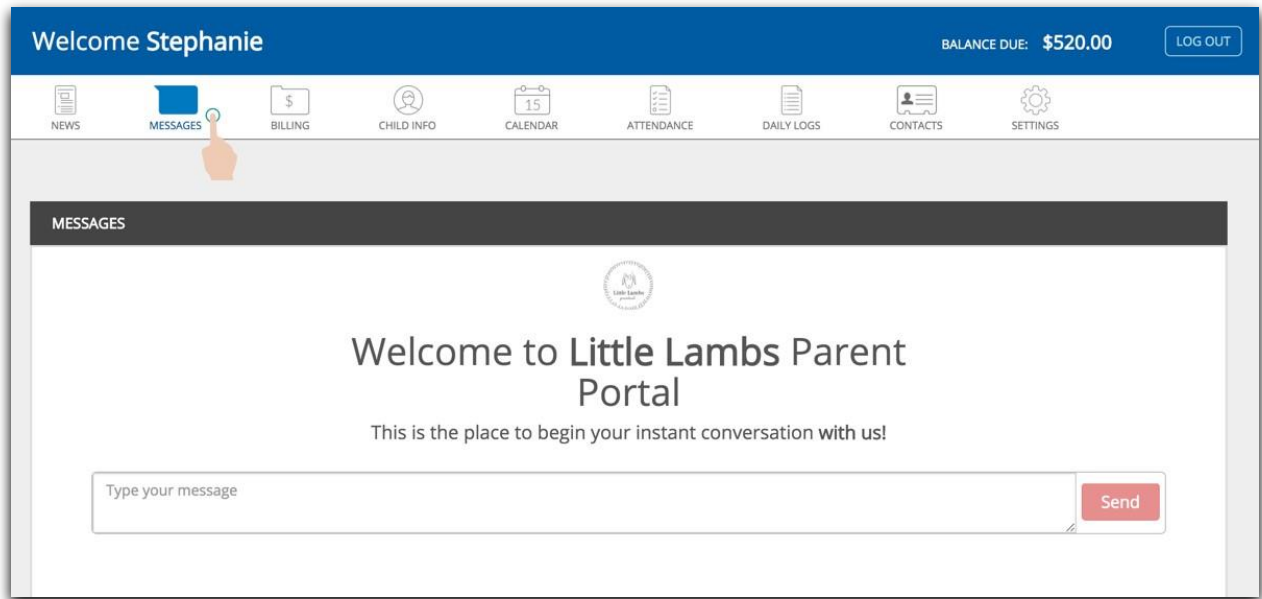 Welcome Stephanie
BALANCE DUE: $520.00
LOG OUT
NEWS
MESSAGES
$
BILLING
CHILD INFO
15
CALENDAR
ATTENDANCE
DAILY LOGS
CONTACTS
SETTINGS
MESSAGES
Little Lambs
Welcome to Little Lambs Parent
Portal
This is the place to begin your instant conversation with us!
Type your message
Send